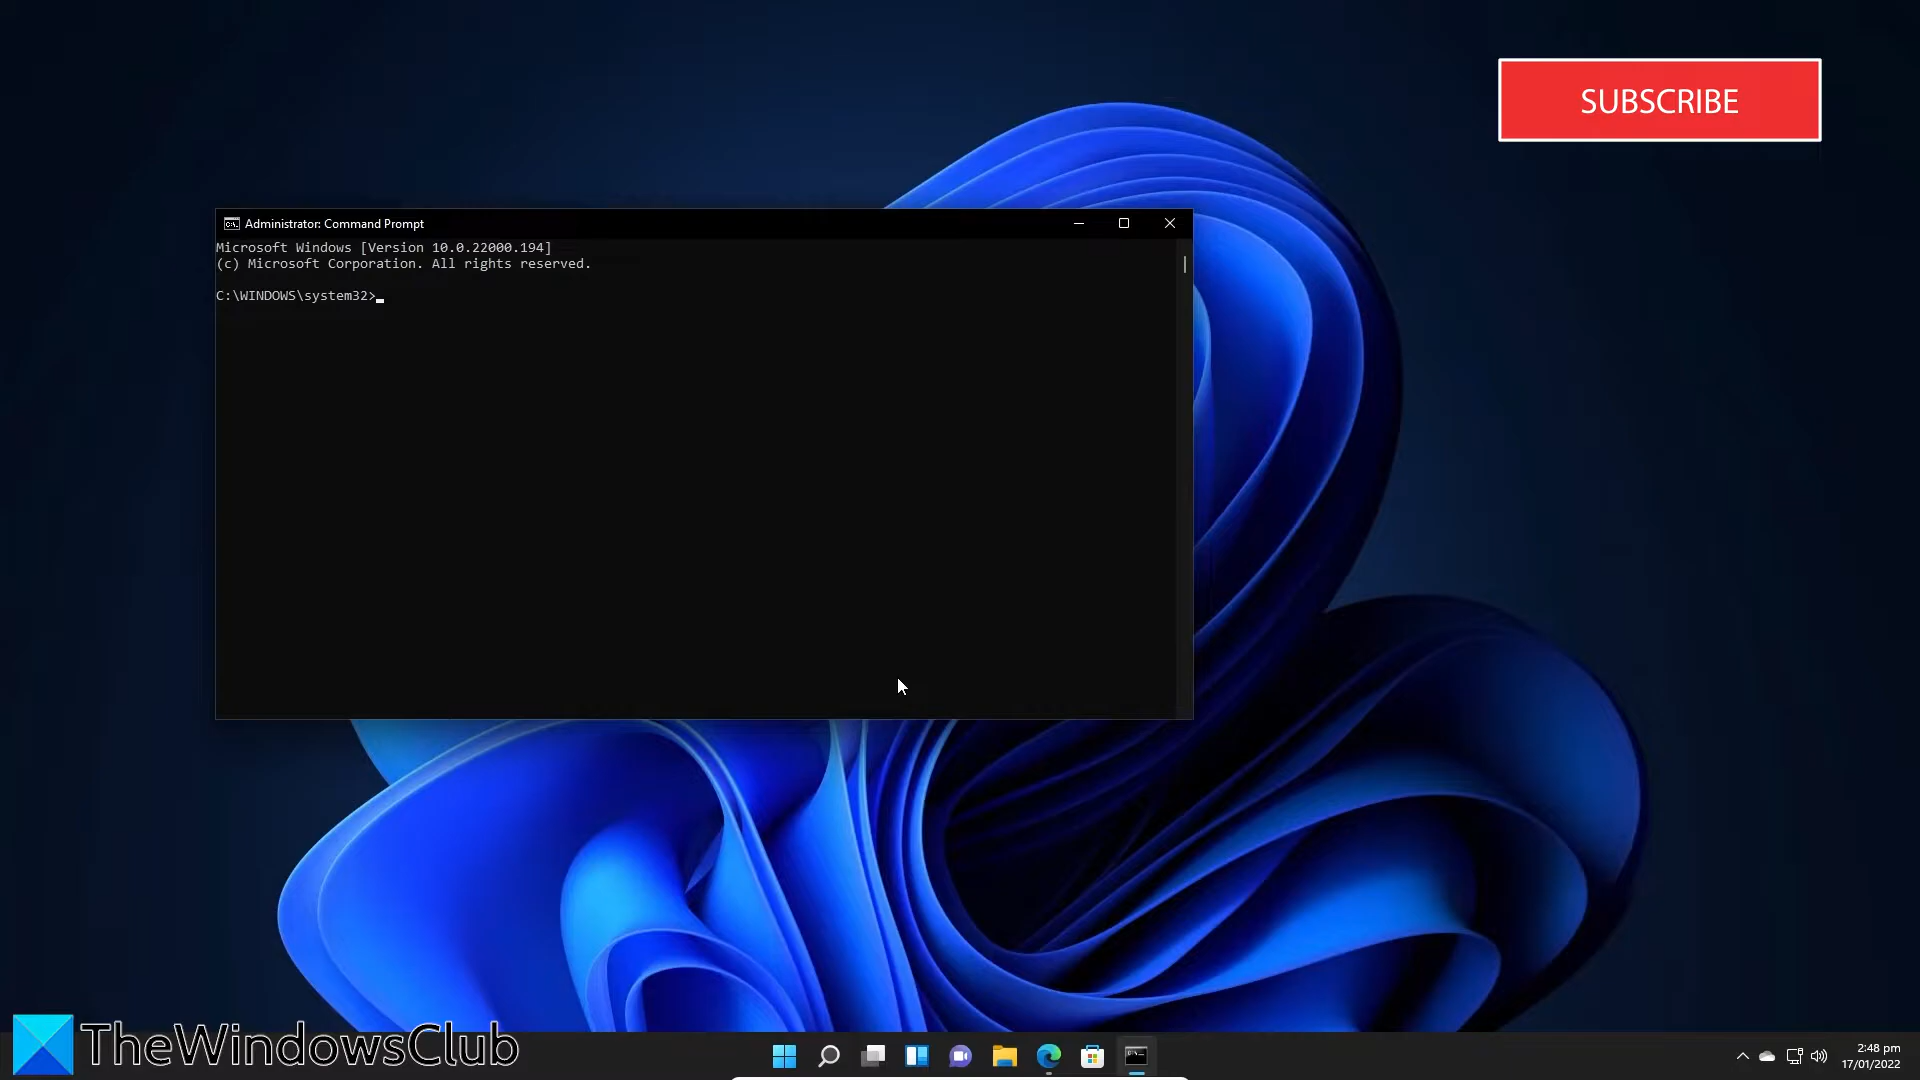 SUBSCRIBE
Administrator: Command Prompt
Microsoft Windows [Version 10.0.22000.194]
(c) Microsoft Corporation. All rights reserved.
C:\WINDOWS\system32>
TheWindowsClub
2:48 pm
17/01/2022